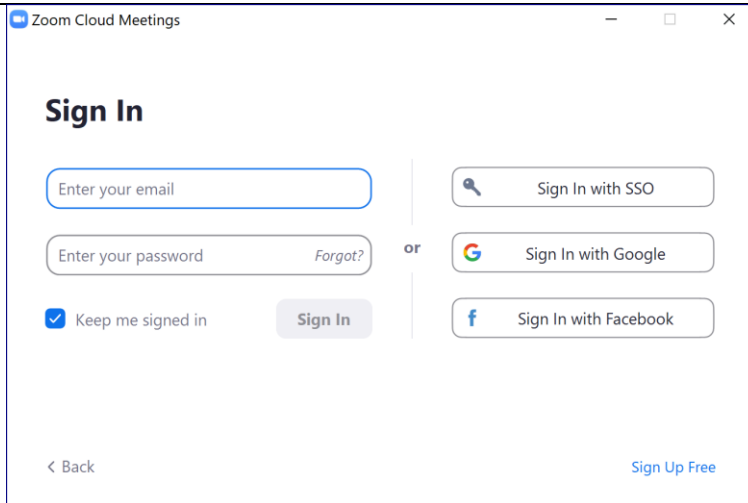 Zoom Cloud Meetings
Sign In
Enter your email
Enter your password Forgot?
Keep me signed in
Sign In
or
Sign In with SSO
Sign In with Google
Sign In with Facebook
Back
Sign Up Free